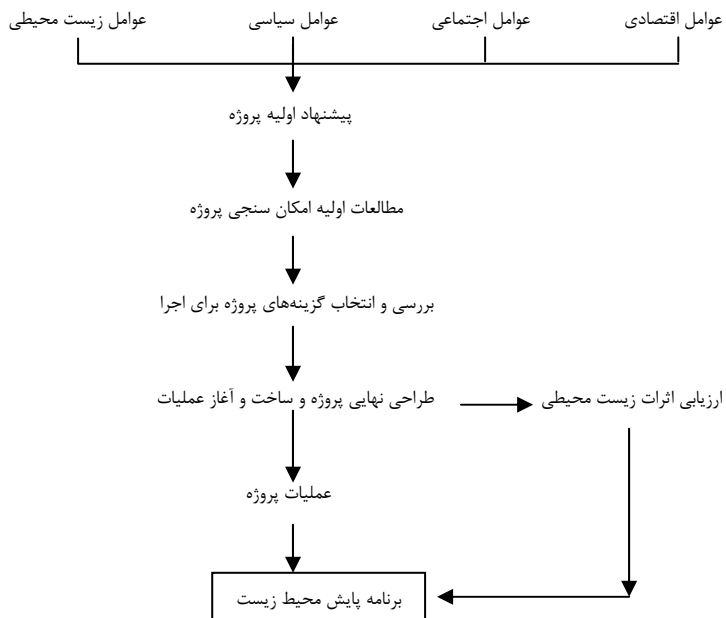 عوامل اقتصادی
عوامل اجتماعی
عوامل سیاسی
عوامل زیست محیطی
پیشنهاد اولیه پروژه
مطالعات اولیه امکان سنجی پروژه
بررسی و انتخاب گزینه‌های پروژه برای اجرا
طراحی نهایی پروژه و ساخت و آغاز عملیات
ارزیابی اثرات زیست محیطی
عملیات پروژه
برنامه پایش محیط زیست